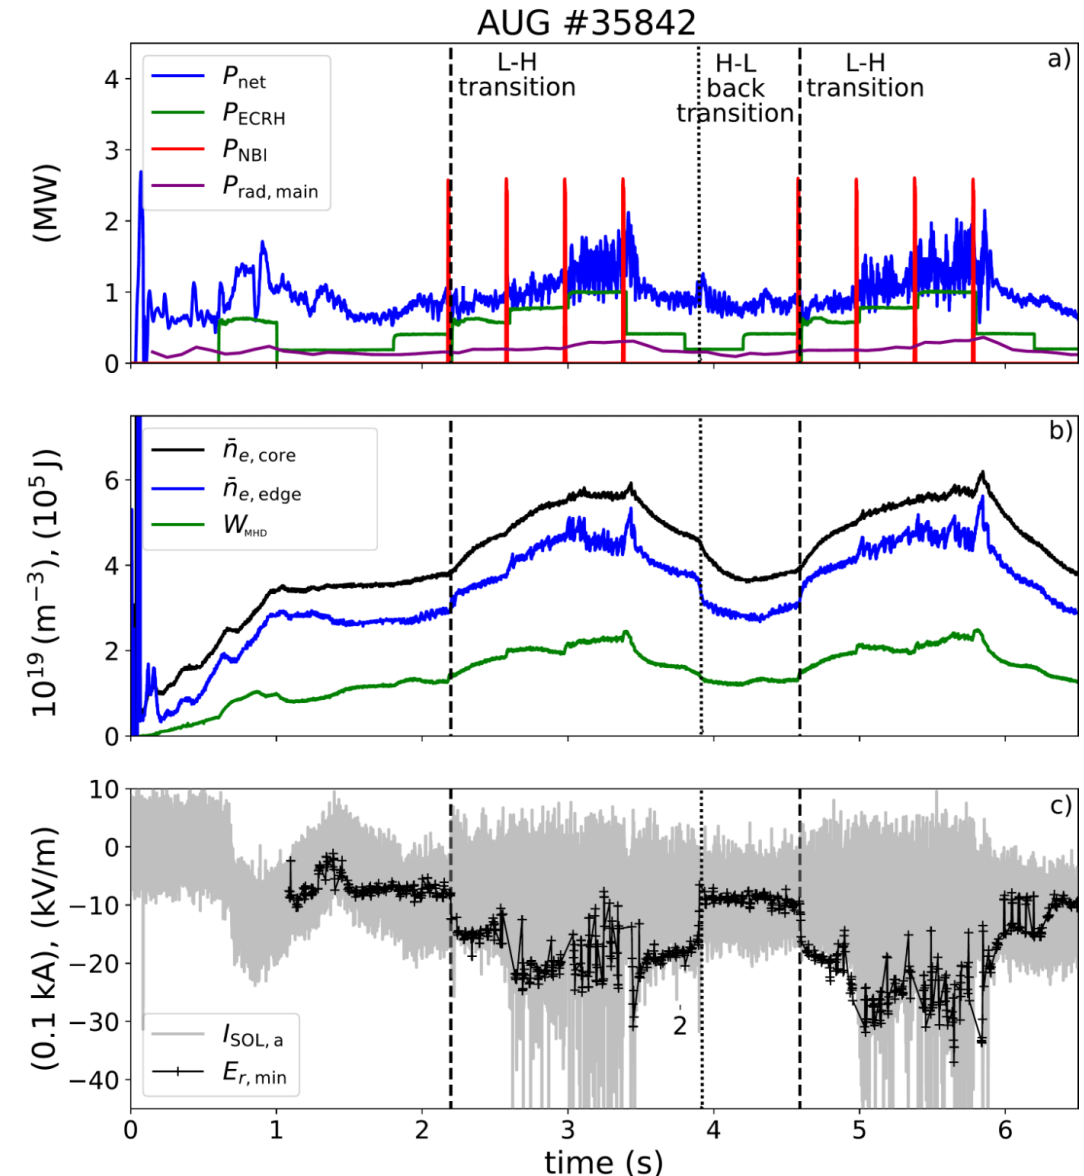 AUG #35842
a)
L-H
transition
H-L
back
transition
L-H
transition
P_net
P_ECRH
P_NBI
P_rad, main
(MW)
4
3
2
1
0
b)
n̄_e, core
n̄_e, edge
W_MHD
10^19 (m^−3), (10^5 J)
6
4
2
0
c)
(0.1 kA), (kV/m)
10
0
−10
−20
−30
−40
2
I_SOL, a
E_r, min
0 1 2 3 4 5 6
time (s)